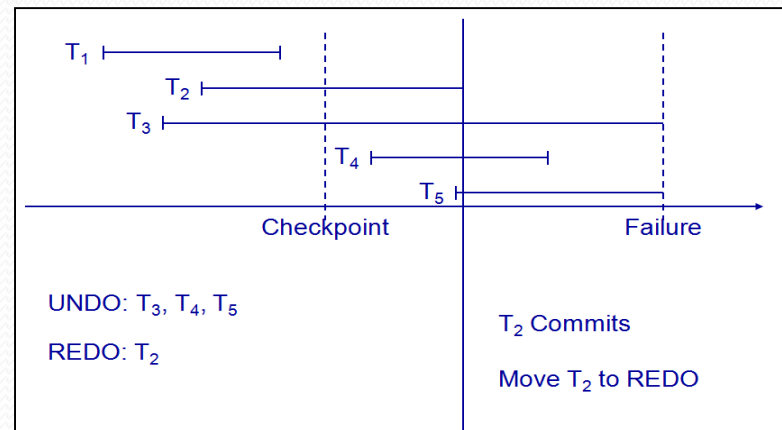 T₁
T₂
T₃
T₄
T₅
Checkpoint
Failure
UNDO: T₃, T₄, T₅
REDO: T₂
T₂ Commits
Move T₂ to REDO